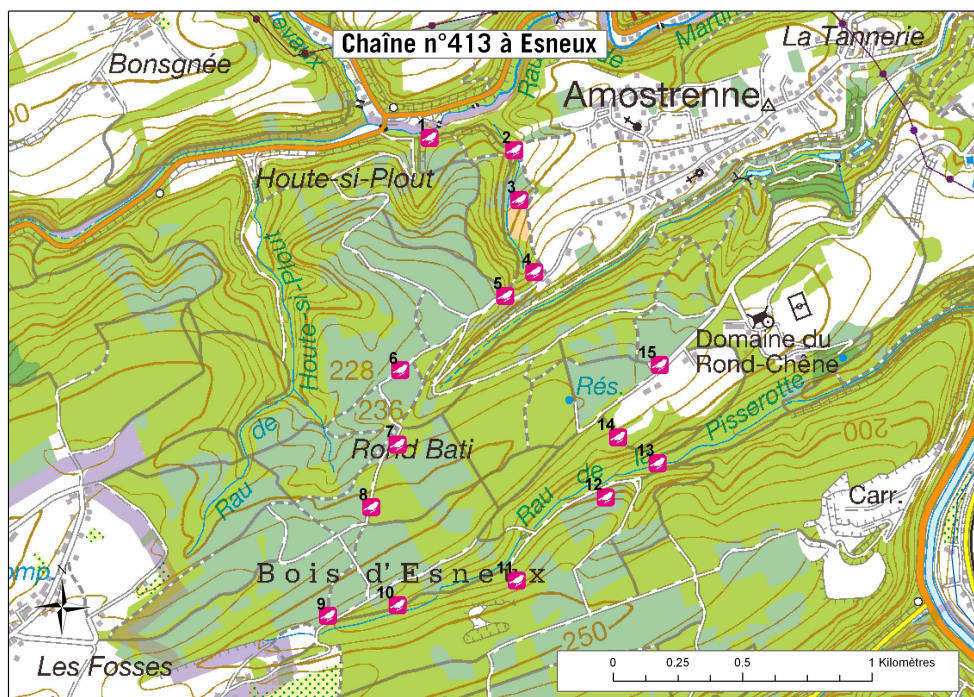 Chaîne n°413 à Esneux
La Tannerie
Bonsgnée
Rau de Martin
Amostrenne
1
2
Houte-si-Plout
3
4
5
Rau de Houte-si-Plout
Domaine du
Rond-Chêne
228
6
15
Rés.
236
Rond Bati
7
14
13
Rau de la Pisserotte
200
8
12
Carr.
Bois d'Esneux
11
10
9
N
250
Les Fosses
0 0.25 0.5 1 Kilomètres